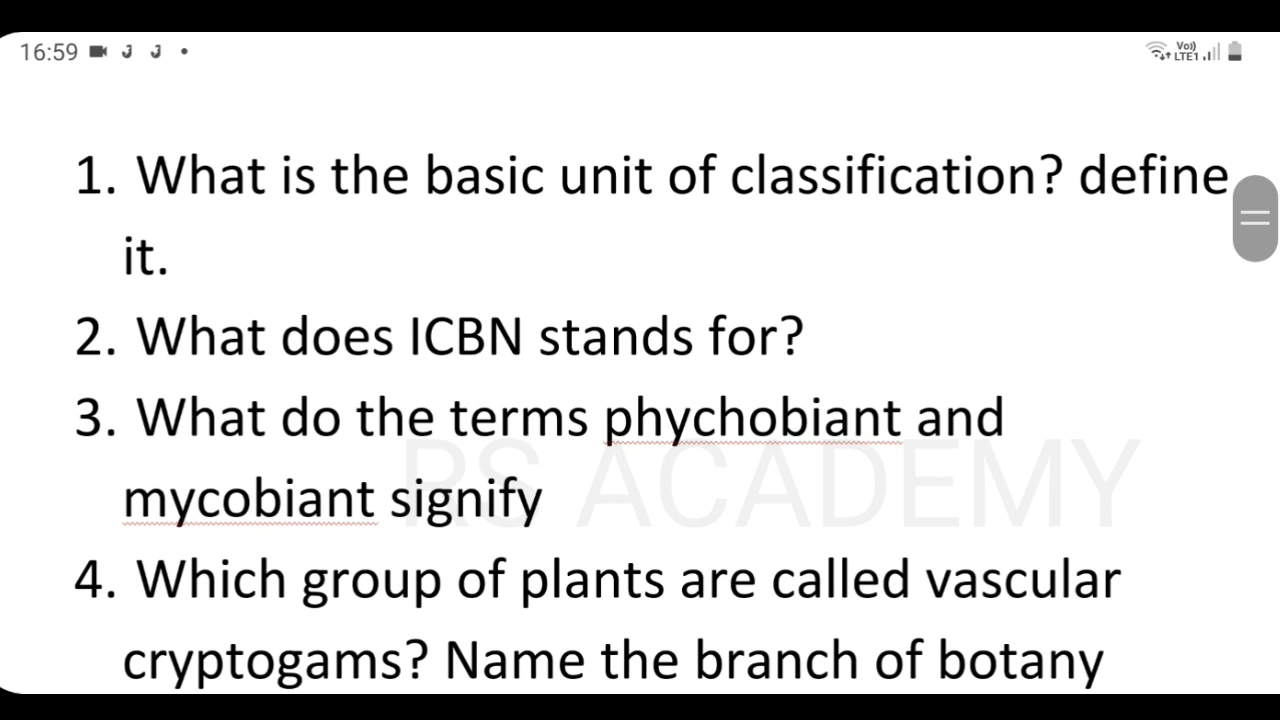 16:59
Vo)) LTE1
1. What is the basic unit of classification? define
it.
2. What does ICBN stands for?
3. What do the terms phychobiant and
mycobiant signify
RS ACADEMY
4. Which group of plants are called vascular
cryptogams? Name the branch of botany